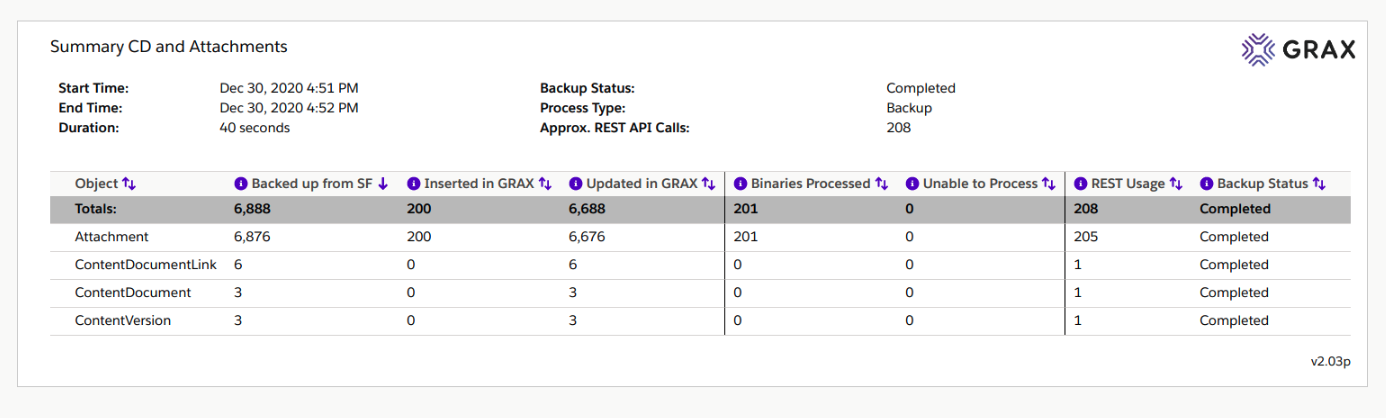 Summary CD and Attachments
GRAX
Start Time: Dec 30, 2020 4:51 PM Backup Status: Completed
End Time: Dec 30, 2020 4:52 PM Process Type: Backup
Duration: 40 seconds Approx. REST API Calls: 208
Object Backed up from SF Inserted in GRAX Updated in GRAX Binaries Processed Unable to Process REST Usage Backup Status
Totals: 6,888 200 6,688 201 0 208 Completed
Attachment 6,876 200 6,676 201 0 205 Completed
ContentDocumentLink 6 0 6 0 0 1 Completed
ContentDocument 3 0 3 0 0 1 Completed
ContentVersion 3 0 3 0 0 1 Completed
v2.03p